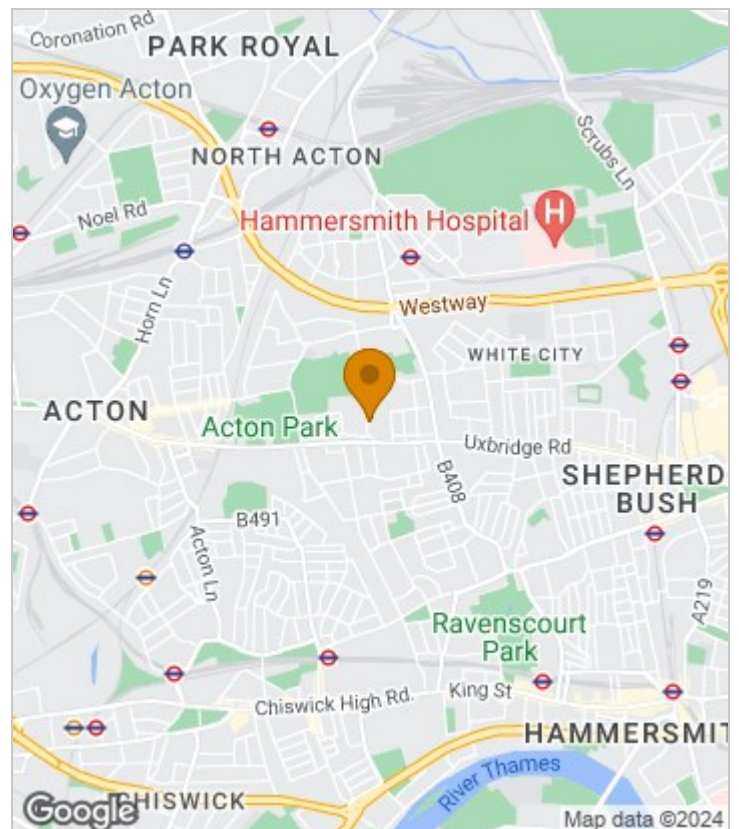 Coronation Rd
PARK ROYAL
Oxygen Acton
NORTH ACTON
Scrubs Ln
Noel Rd
Hammersmith Hospital
H
Horn Ln
Westway
WHITE CITY
ACTON
Acton Park
Uxbridge Rd
B408
SHEPHERD
BUSH
B491
Acton Ln
A219
Ravenscourt
Park
Chiswick High Rd.
King St
HAMMERSMIT
River Thames
CHISWICK
Google
Map data ©2024